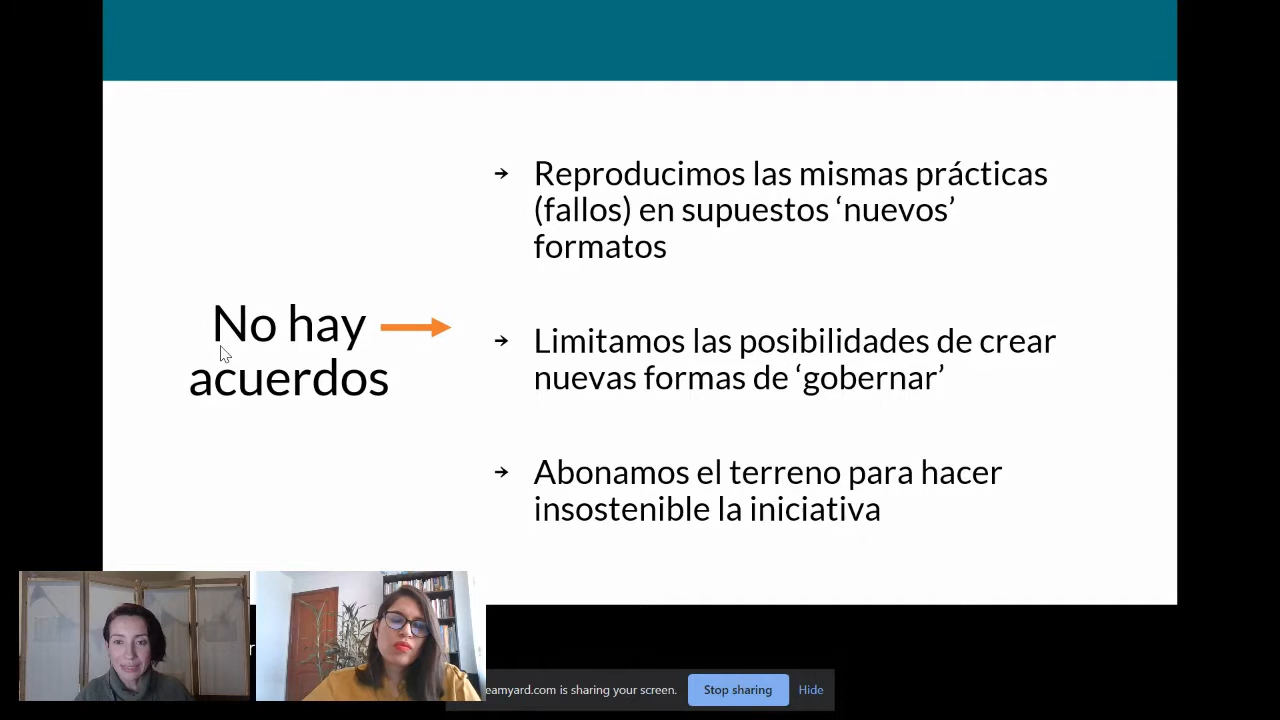 Reproducimos las mismas prácticas
(fallos) en supuestos ‘nuevos’
formatos
No hay
acuerdos
Limitamos las posibilidades de crear
nuevas formas de ‘gobernar’
Abonamos el terreno para hacer
insostenible la iniciativa
eamyard.com is sharing your screen.
Stop sharing
Hide